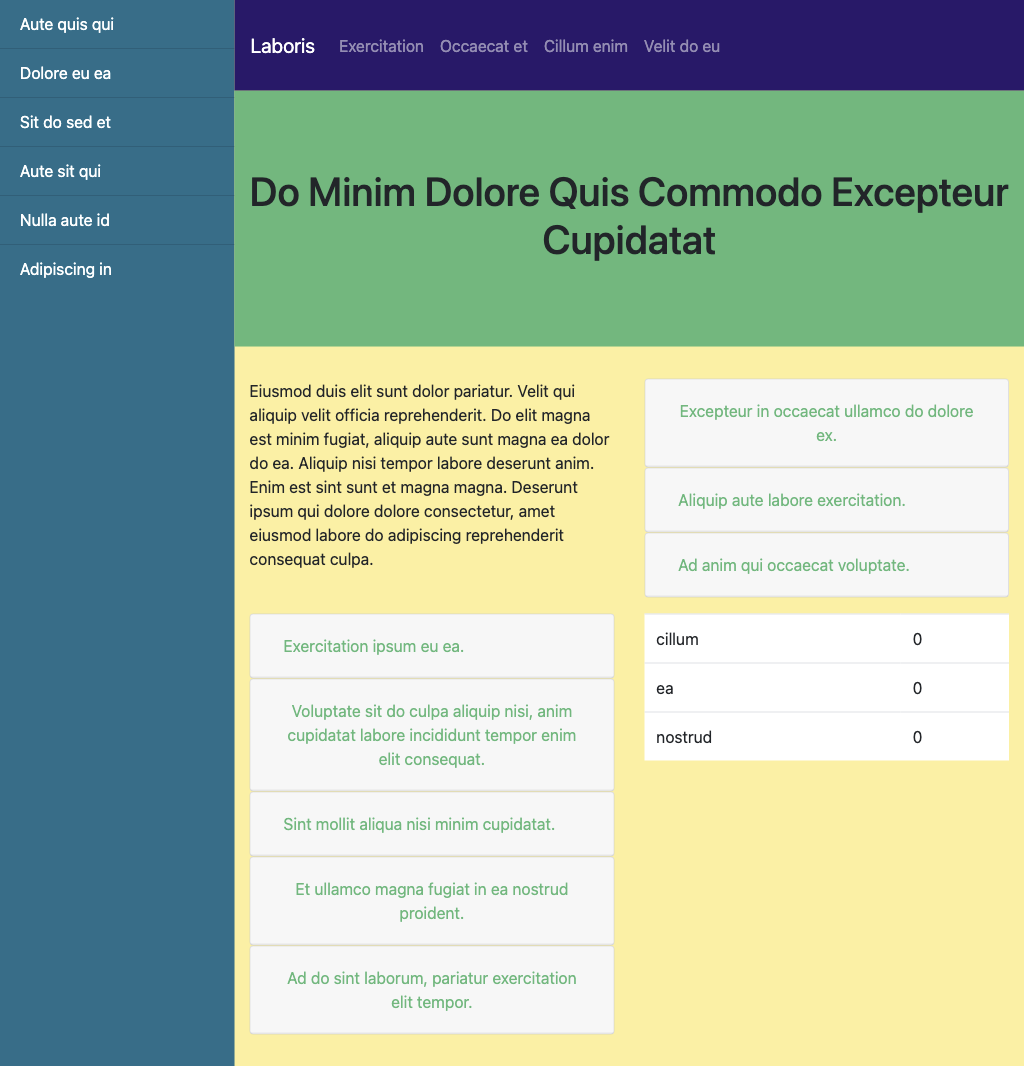 Aute quis qui
Dolore eu ea
Sit do sed et
Aute sit qui
Nulla aute id
Adipiscing in
Laboris Exercitation Occaecat et Cillum enim Velit do eu
Do Minim Dolore Quis Commodo Excepteur
Cupidatat
Eiusmod duis elit sunt dolor pariatur. Velit qui
aliquip velit officia reprehenderit. Do elit magna
est minim fugiat, aliquip aute sunt magna ea dolor
do ea. Aliquip nisi tempor labore deserunt anim.
Enim est sint sunt et magna magna. Deserunt
ipsum qui dolore dolore consectetur, amet
eiusmod labore do adipiscing reprehenderit
consequat culpa.
Excepteur in occaecat ullamco do dolore
ex.
Aliquip aute labore exercitation.
Ad anim qui occaecat voluptate.
Exercitation ipsum eu ea.
Voluptate sit do culpa aliquip nisi, anim
cupidatat labore incididunt tempor enim
elit consequat.
Sint mollit aliqua nisi minim cupidatat.
Et ullamco magna fugiat in ea nostrud
proident.
Ad do sint laborum, pariatur exercitation
elit tempor.
cillum 0
ea 0
nostrud 0